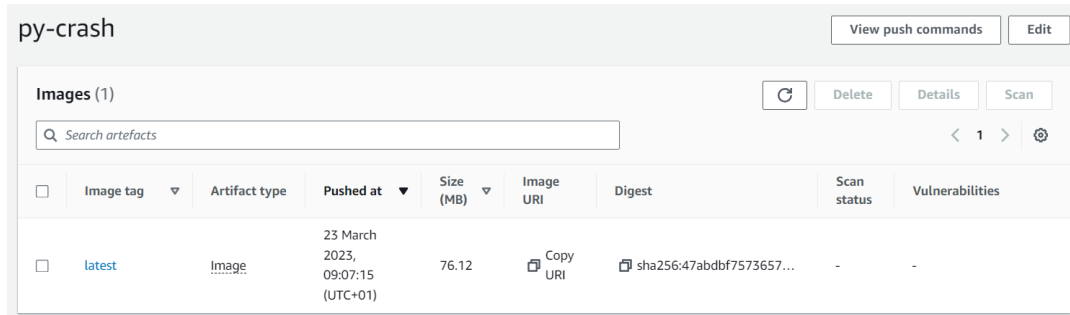 py-crash
View push commands
Edit
Images (1)
Delete
Details
Scan
Search artefacts
1
Image tag
Artifact type
Pushed at
Size
(MB)
Image
URI
Digest
Scan
status
Vulnerabilities
latest
Image
23 March
2023,
09:07:15
(UTC+01)
76.12
Copy
URI
sha256:47abdbf7573657...
-
-